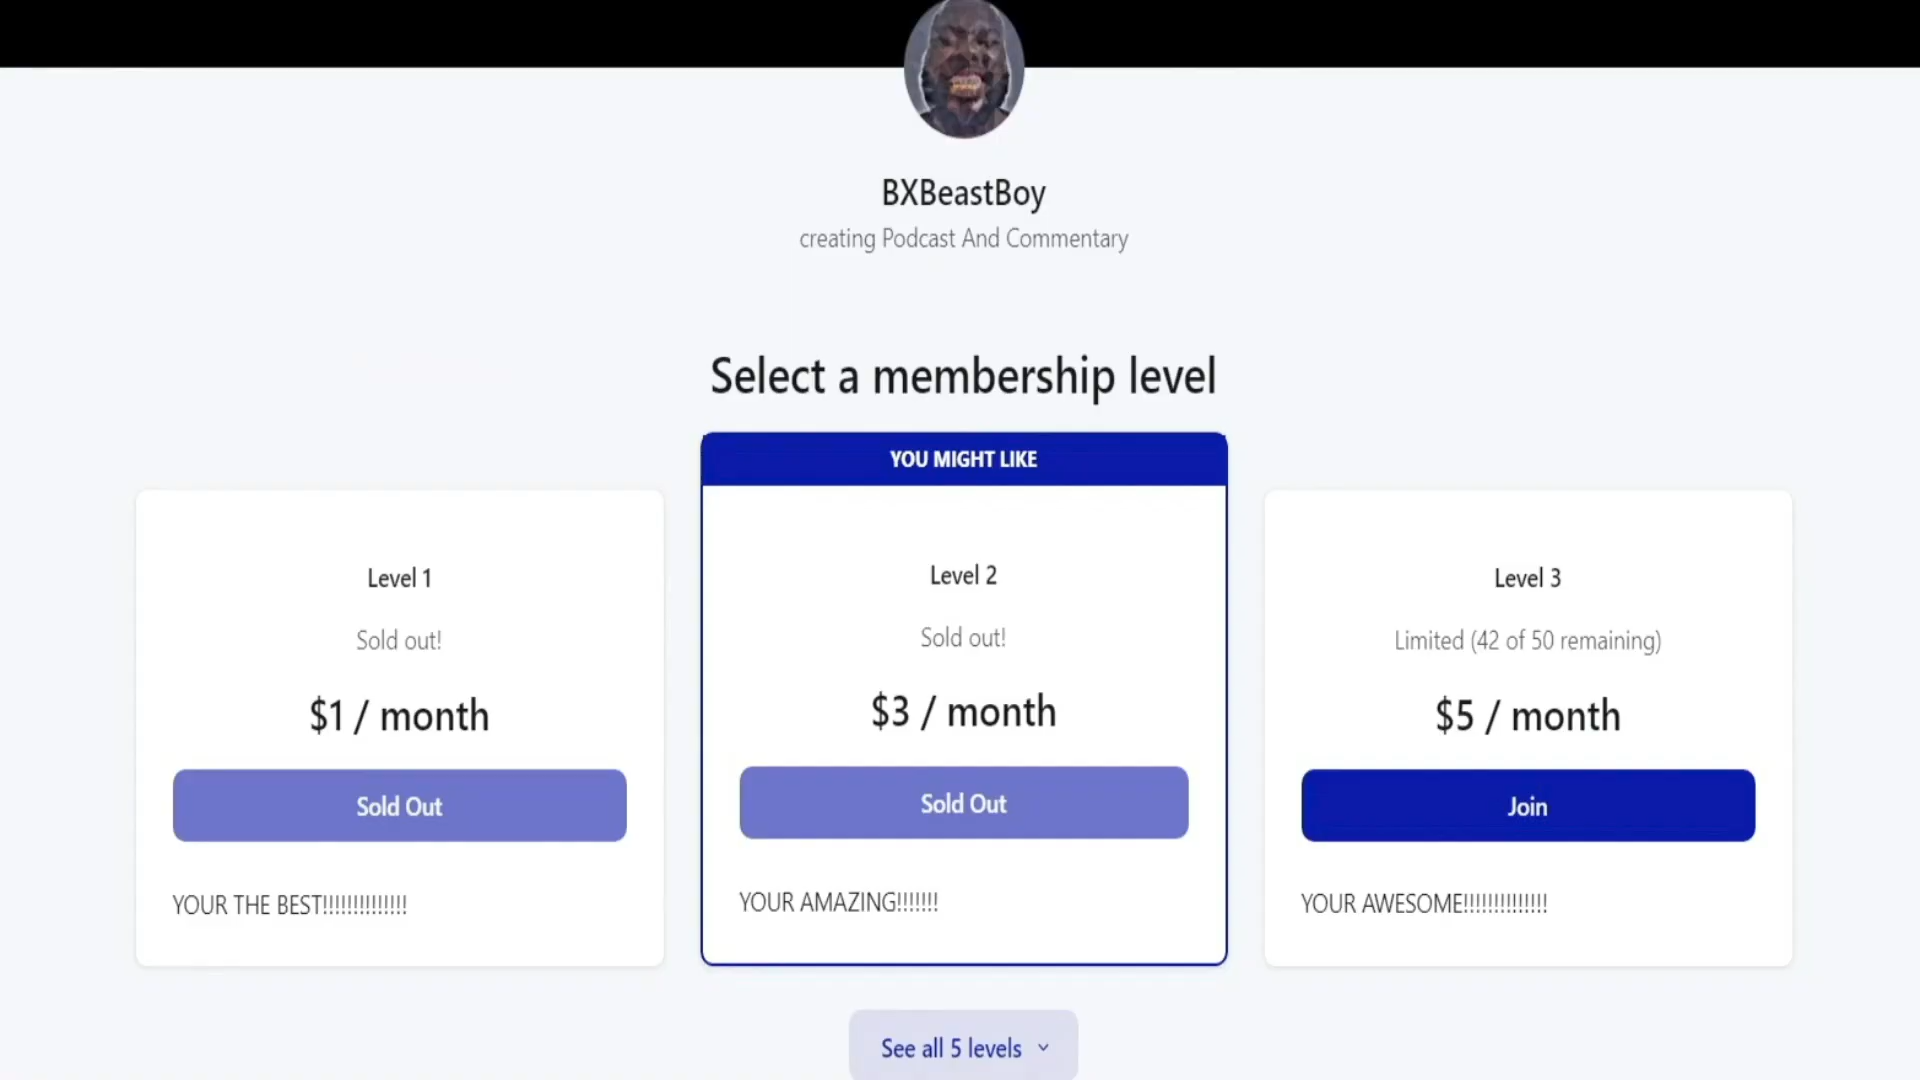 BXBeastBoy
creating Podcast And Commentary
Select a membership level
YOU MIGHT LIKE
Level 1
Sold out!
$1 / month
Sold Out
YOUR THE BEST!!!!!!!!!!!!!!
Level 2
Sold out!
$3 / month
Sold Out
YOUR AMAZING!!!!!!!
Level 3
Limited (42 of 50 remaining)
$5 / month
Join
YOUR AWESOME!!!!!!!!!!!!!!
See all 5 levels